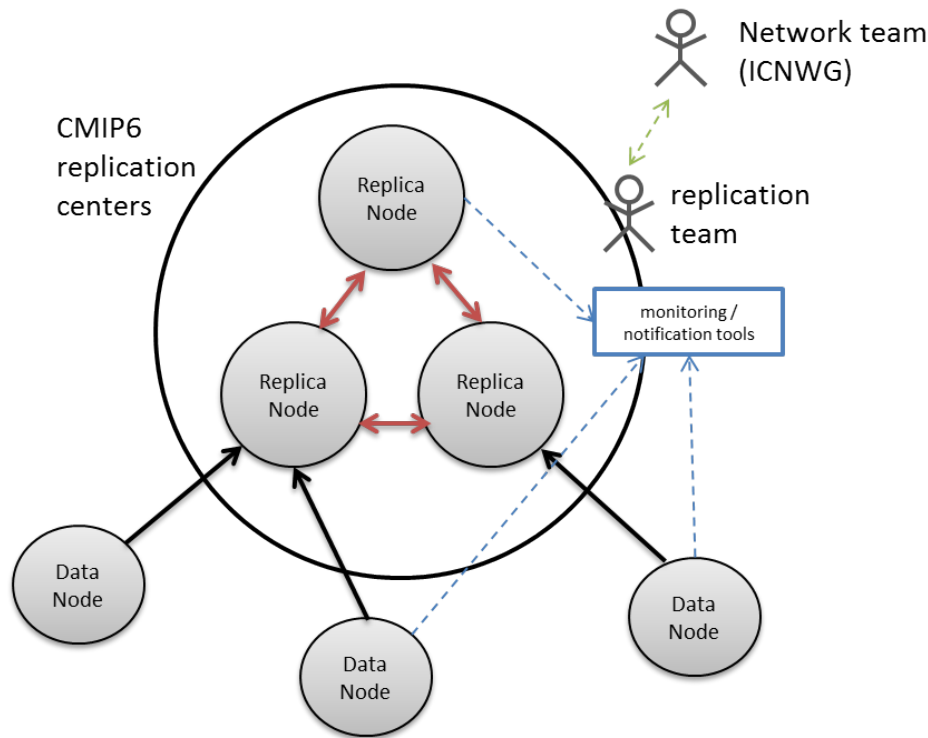 Network team
(ICNWG)
CMIP6
replication
centers
Replica
Node
replication
team
monitoring /
notification tools
Replica
Node
Replica
Node
Data
Node
Data
Node
Data
Node